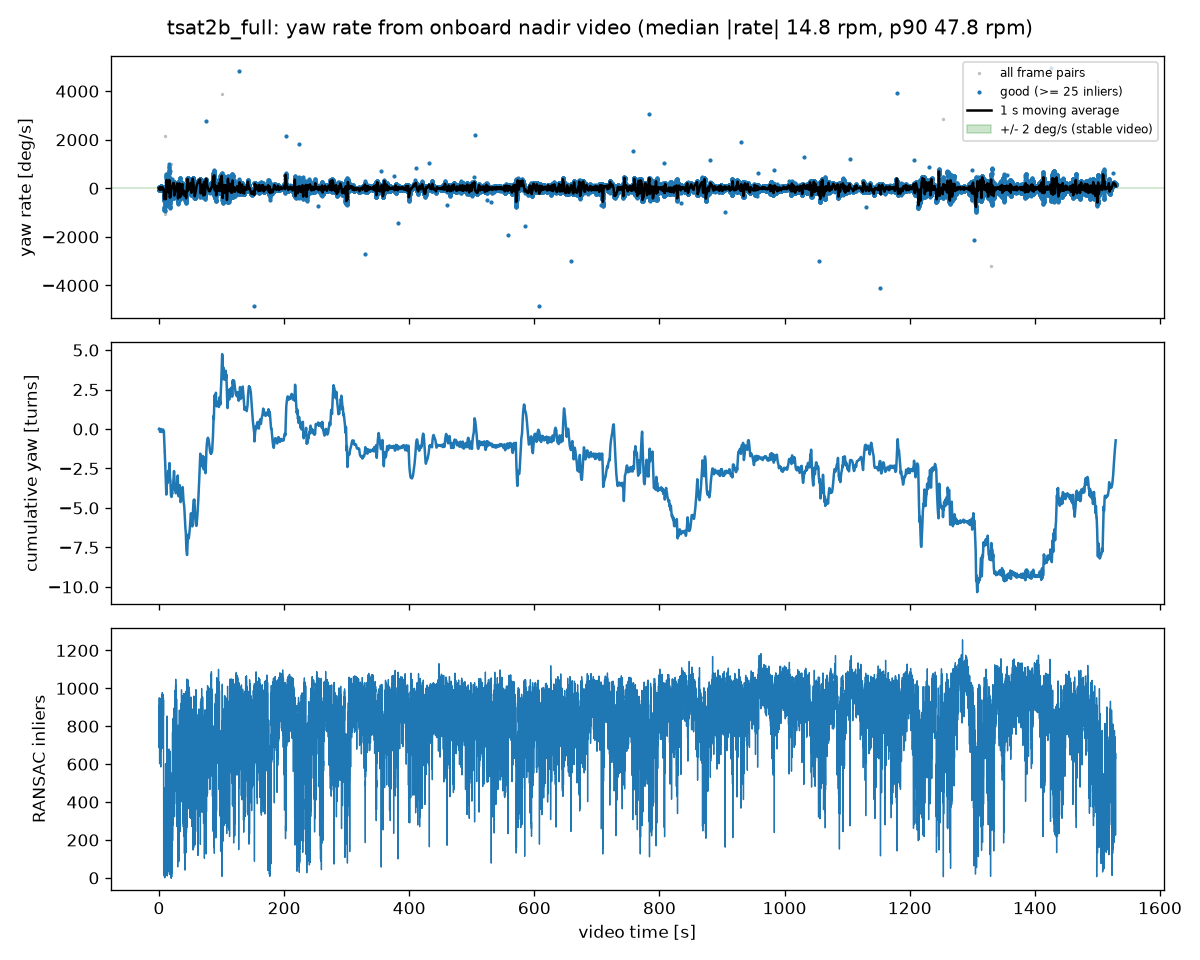 tsat2b_full: yaw rate from onboard nadir video (median |rate| 14.8 rpm, p90 47.8 rpm)
yaw rate [deg/s]
4000
2000
0
−2000
−4000
all frame pairs
good (>= 25 inliers)
1 s moving average
+/- 2 deg/s (stable video)
cumulative yaw [turns]
5.0
2.5
0.0
−2.5
−5.0
−7.5
−10.0
RANSAC inliers
1200
1000
800
600
400
200
0
0 200 400 600 800 1000 1200 1400 1600
video time [s]